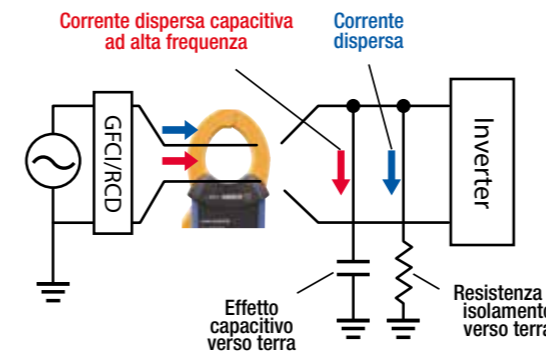 Corrente dispersa capacitiva
ad alta frequenza
Corrente
dispersa
GFCI/RCD
Inverter
Effetto
capacitivo
verso terra
Resistenza
isolamento
verso terra